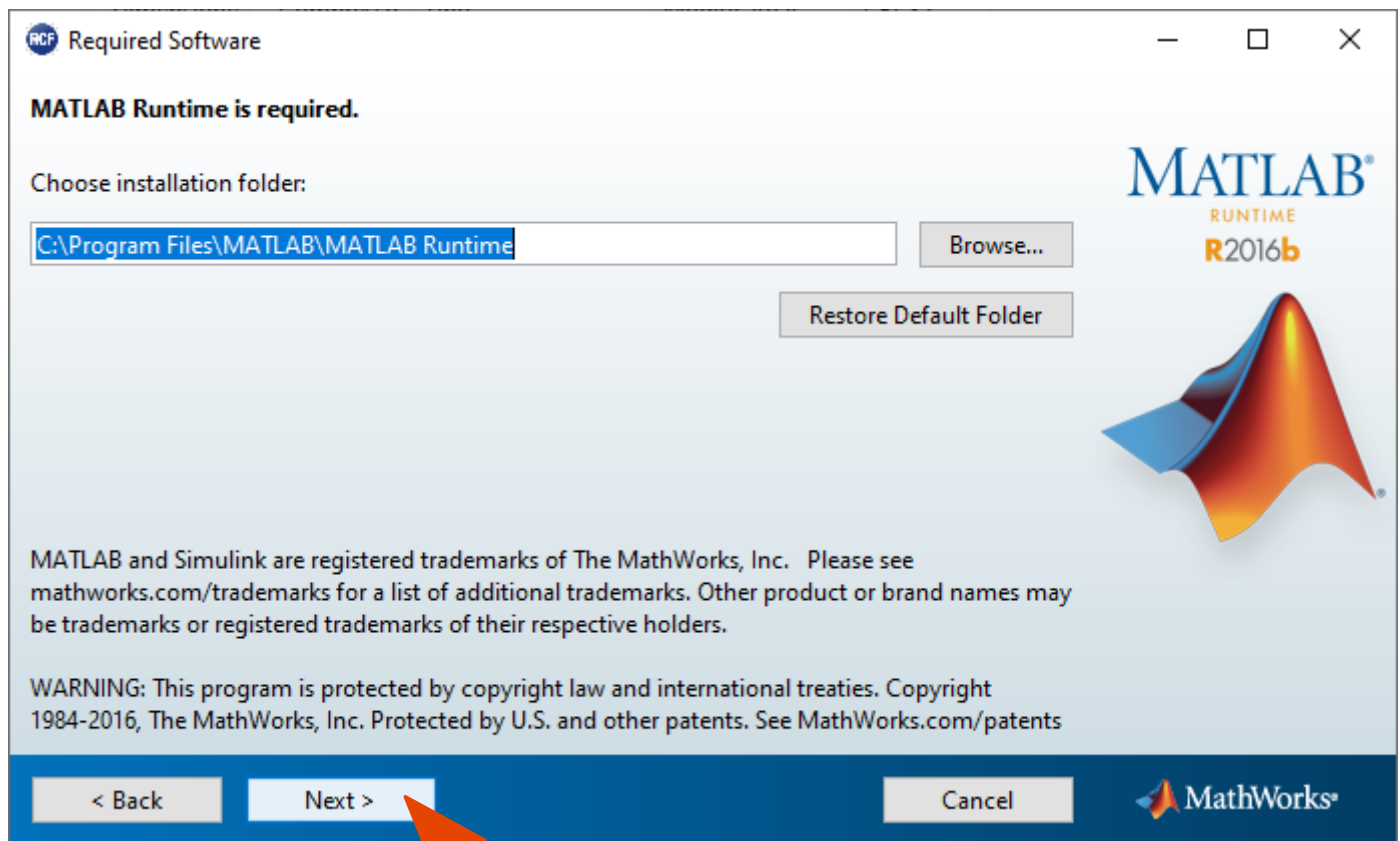 RCF Required Software
MATLAB Runtime is required.
Choose installation folder:
C:\Program Files\MATLAB\MATLAB Runtime
Browse...
Restore Default Folder
MATLAB®
RUNTIME
R2016b
MATLAB and Simulink are registered trademarks of The MathWorks, Inc. Please see
mathworks.com/trademarks for a list of additional trademarks. Other product or brand names may
be trademarks or registered trademarks of their respective holders.
WARNING: This program is protected by copyright law and international treaties. Copyright
1984-2016, The MathWorks, Inc. Protected by U.S. and other patents. See MathWorks.com/patents
< Back
Next >
Cancel
MathWorks®